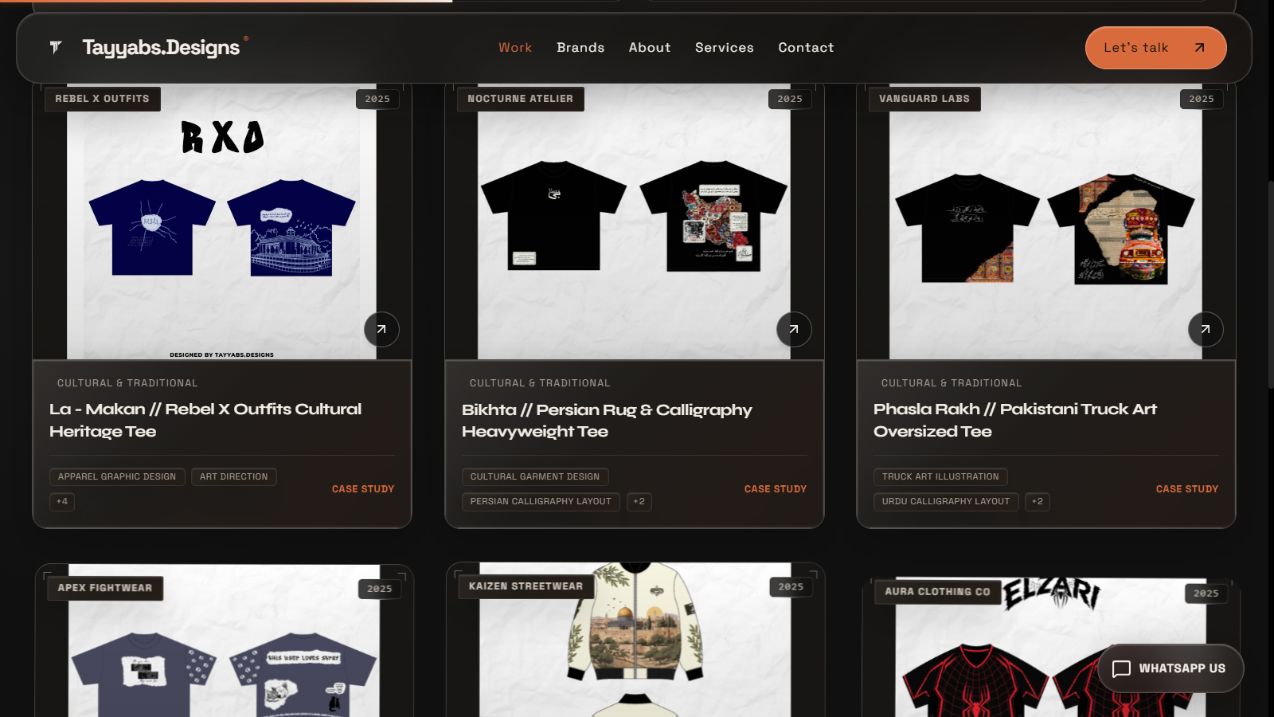 Tayyabs.Designs®
Work Brands About Services Contact
Let's talk
REBEL X OUTFITS
2025
RXO
DESIGNED BY TAYYABS.DESIGNS
CULTURAL & TRADITIONAL
La - Makan // Rebel X Outfits Cultural
Heritage Tee
APPAREL GRAPHIC DESIGN
ART DIRECTION
+4
CASE STUDY
NOCTURNE ATELIER
2025
CULTURAL & TRADITIONAL
Bikhta // Persian Rug & Calligraphy
Heavyweight Tee
CULTURAL GARMENT DESIGN
PERSIAN CALLIGRAPHY LAYOUT
+2
CASE STUDY
VANGUARD LABS
2025
CULTURAL & TRADITIONAL
Phasla Rakh // Pakistani Truck Art
Oversized Tee
TRUCK ART ILLUSTRATION
URDU CALLIGRAPHY LAYOUT
+2
CASE STUDY
APEX FIGHTWEAR
2025
KAIZEN STREETWEAR
2025
AURA CLOTHING CO
2025
ELZARI
WHATSAPP US